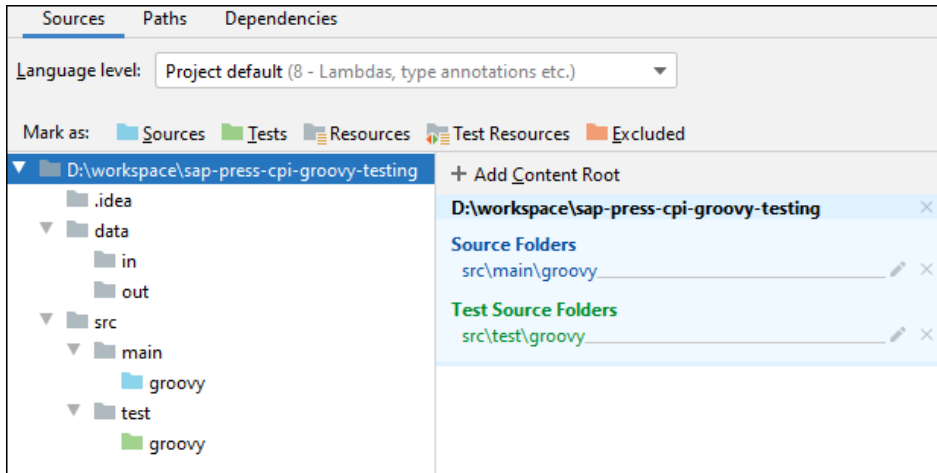 Sources Paths Dependencies
Language level: Project default (8 - Lambdas, type annotations etc.)
Mark as: Sources Tests Resources Test Resources Excluded
D:\workspace\sap-press-cpi-groovy-testing
.idea
data
in
out
src
main
groovy
test
groovy
+ Add Content Root
D:\workspace\sap-press-cpi-groovy-testing
Source Folders
src\main\groovy
Test Source Folders
src\test\groovy